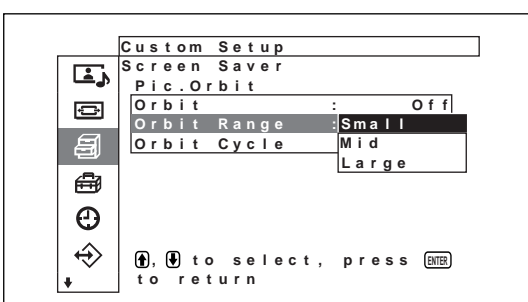 Custom Setup
Screen Saver
Pic.Orbit
Orbit : Off
Orbit Range : Small
Orbit Cycle Mid
Large
, to select, press ENTER
to return